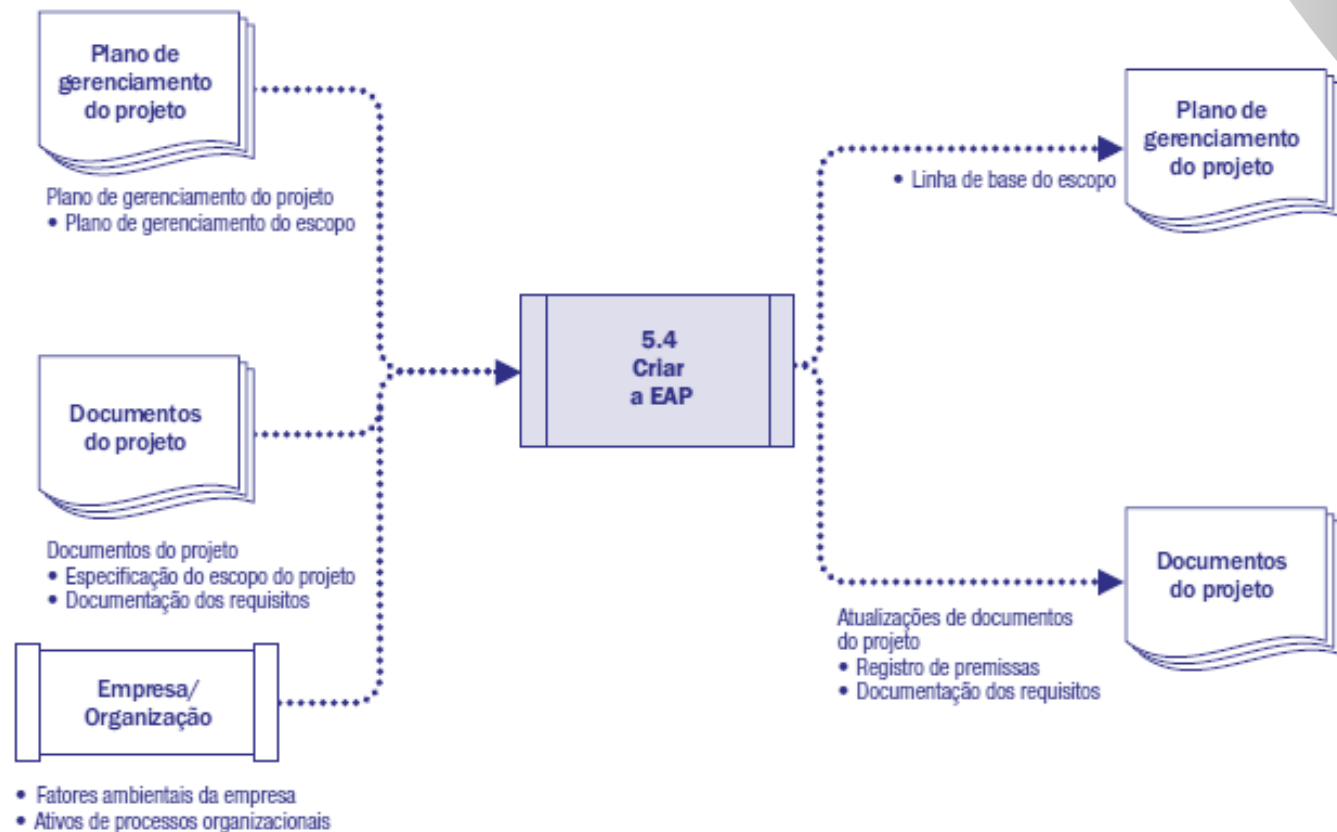 Plano de
gerenciamento
do projeto
Plano de gerenciamento do projeto
• Plano de gerenciamento do escopo
Documentos
do projeto
Documentos do projeto
• Especificação do escopo do projeto
• Documentação dos requisitos
Empresa/
Organização
• Fatores ambientais da empresa
• Ativos de processos organizacionais
5.4
Criar
a EAP
• Linha de base do escopo
Plano de
gerenciamento
do projeto
Atualizações de documentos
do projeto
• Registro de premissas
• Documentação dos requisitos
Documentos
do projeto